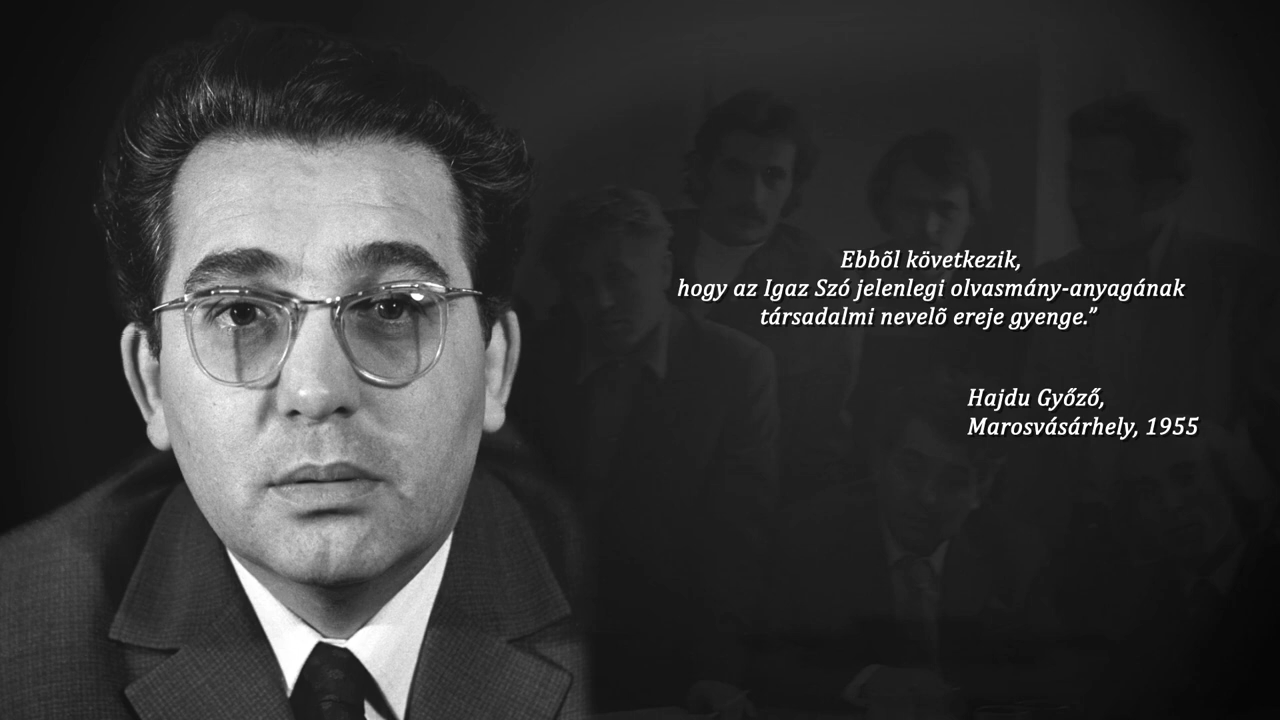 Ebbõl következik,
hogy az Igaz Szó jelenlegi olvasmány-anyagának
társadalmi nevelõ ereje gyenge.”
Hajdu Győző,
Marosvásárhely, 1955